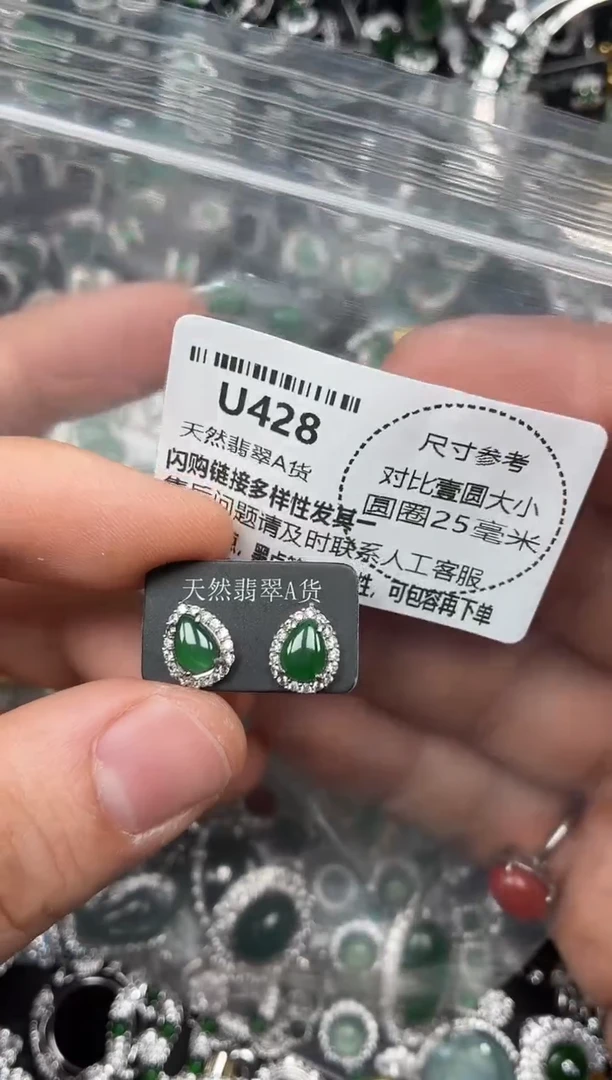 U428
天然翡翠A货
闪购链接多样性发其一
售后问题请及时联系人工客服
点，黑点
性，可包容再下单
尺寸参考
对比壹圆大小
圆圈25毫米
天然翡翠A货